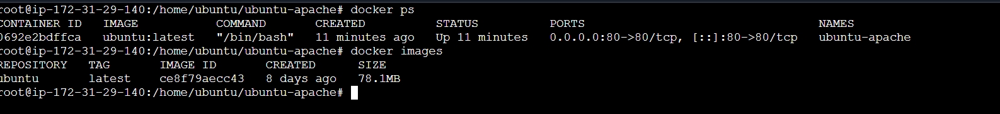 root@ip-172-31-29-140:/home/ubuntu/ubuntu-apache# docker ps
CONTAINER ID   IMAGE           COMMAND       CREATED          STATUS          PORTS                                 NAMES
0692e2bdffca   ubuntu:latest   "/bin/bash"   11 minutes ago   Up 11 minutes   0.0.0.0:80->80/tcp, [::]:80->80/tcp   ubuntu-apache
root@ip-172-31-29-140:/home/ubuntu/ubuntu-apache# docker images
REPOSITORY   TAG       IMAGE ID       CREATED      SIZE
ubuntu       latest    ce8f79aecc43   8 days ago   78.1MB
root@ip-172-31-29-140:/home/ubuntu/ubuntu-apache#